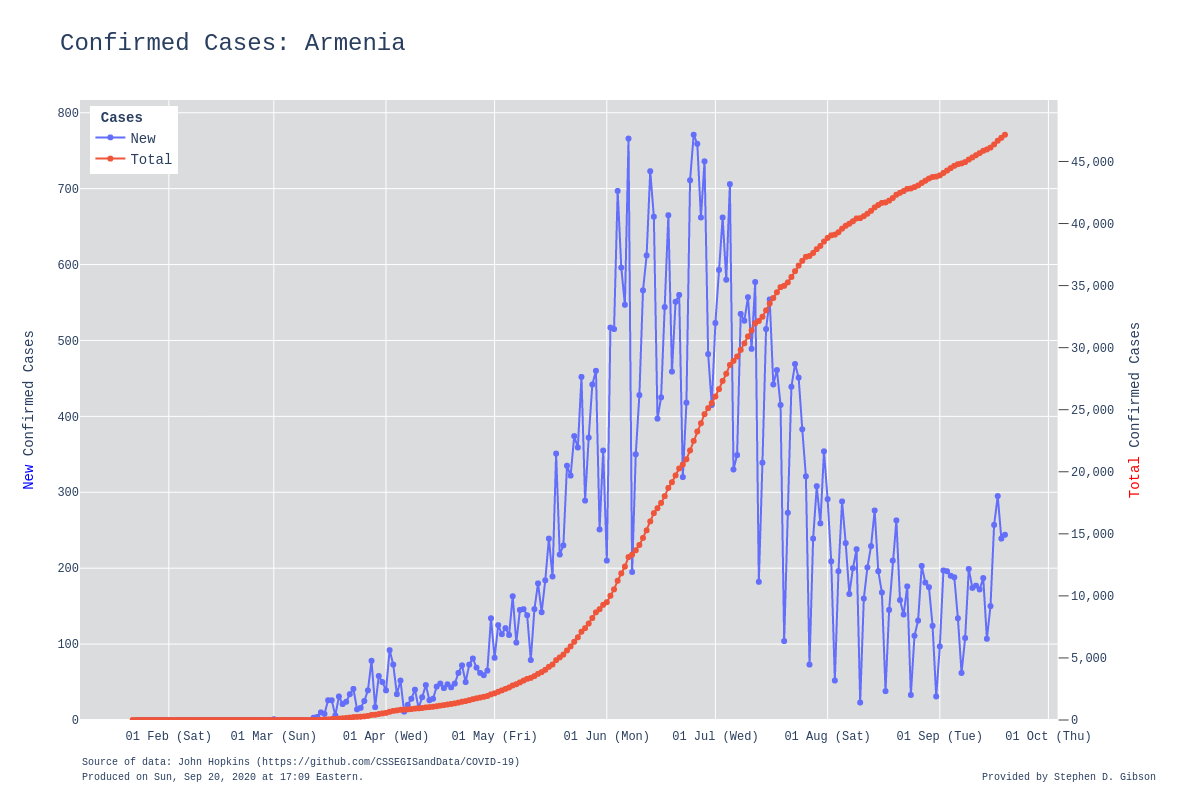 Confirmed Cases: Armenia
Cases
New
Total
800
700
600
500
400
300
200
100
0
New Confirmed Cases
45,000
40,000
35,000
30,000
25,000
20,000
15,000
10,000
5,000
0
Total Confirmed Cases
01 Feb (Sat) 01 Mar (Sun) 01 Apr (Wed) 01 May (Fri) 01 Jun (Mon) 01 Jul (Wed) 01 Aug (Sat) 01 Sep (Tue) 01 Oct (Thu)
Source of data: John Hopkins (https://github.com/CSSEGISandData/COVID-19)
Produced on Sun, Sep 20, 2020 at 17:09 Eastern.
Provided by Stephen D. Gibson